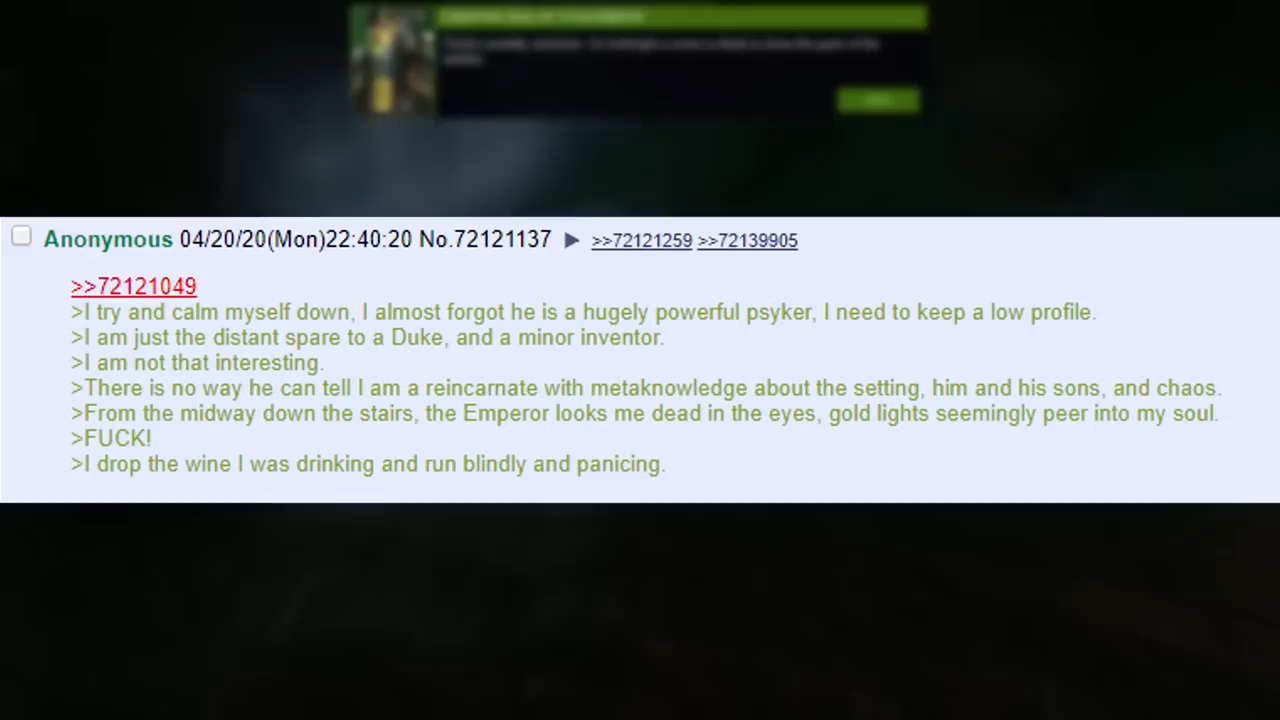 Anonymous 04/20/20(Mon)22:40:20 No.72121137 ▶ >>72121259 >>72139905
>>72121049
>I try and calm myself down, I almost forgot he is a hugely powerful psyker, I need to keep a low profile.
>I am just the distant spare to a Duke, and a minor inventor.
>I am not that interesting.
>There is no way he can tell I am a reincarnate with metaknowledge about the setting, him and his sons, and chaos.
>From the midway down the stairs, the Emperor looks me dead in the eyes, gold lights seemingly peer into my soul.
>FUCK!
>I drop the wine I was drinking and run blindly and panicing.